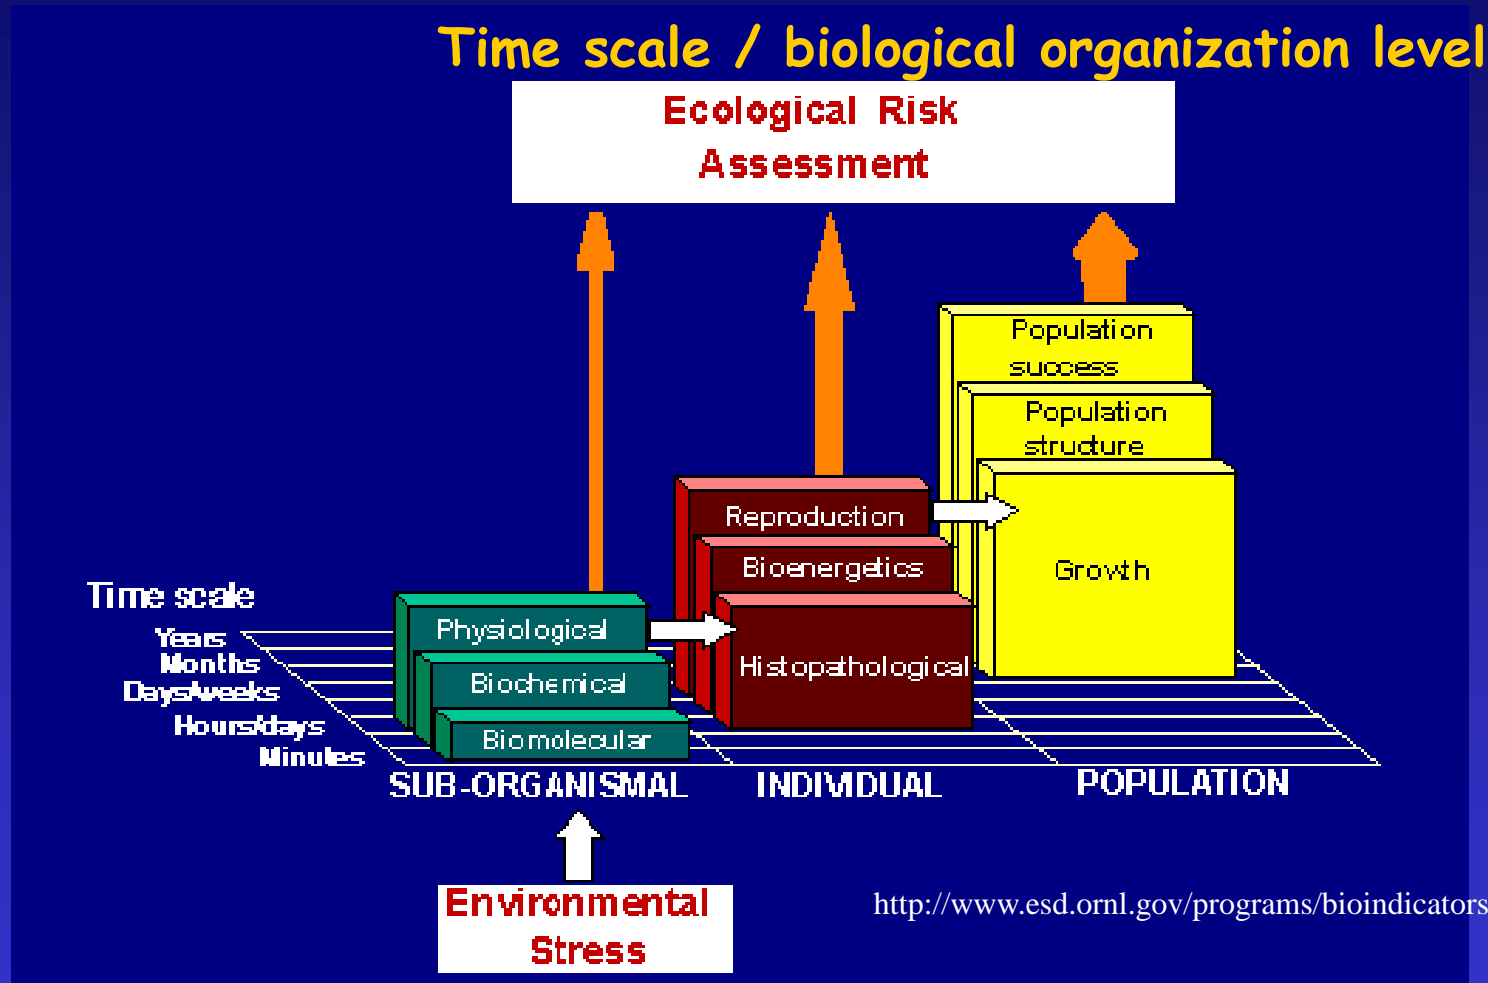 Time scale / biological organization level
Ecological Risk
Assessment
Population
success
Population
structure
Growth
Reproduction
Bioenergetics
Histopathological
Physiological
Biochemical
Biomolecular
Time scale
Years
Months
Days/weeks
Hours/days
Minutes
SUB-ORGANISMAL
INDIVIDUAL
POPULATION
Environmental
Stress
http://www.esd.ornl.gov/programs/bioindicators